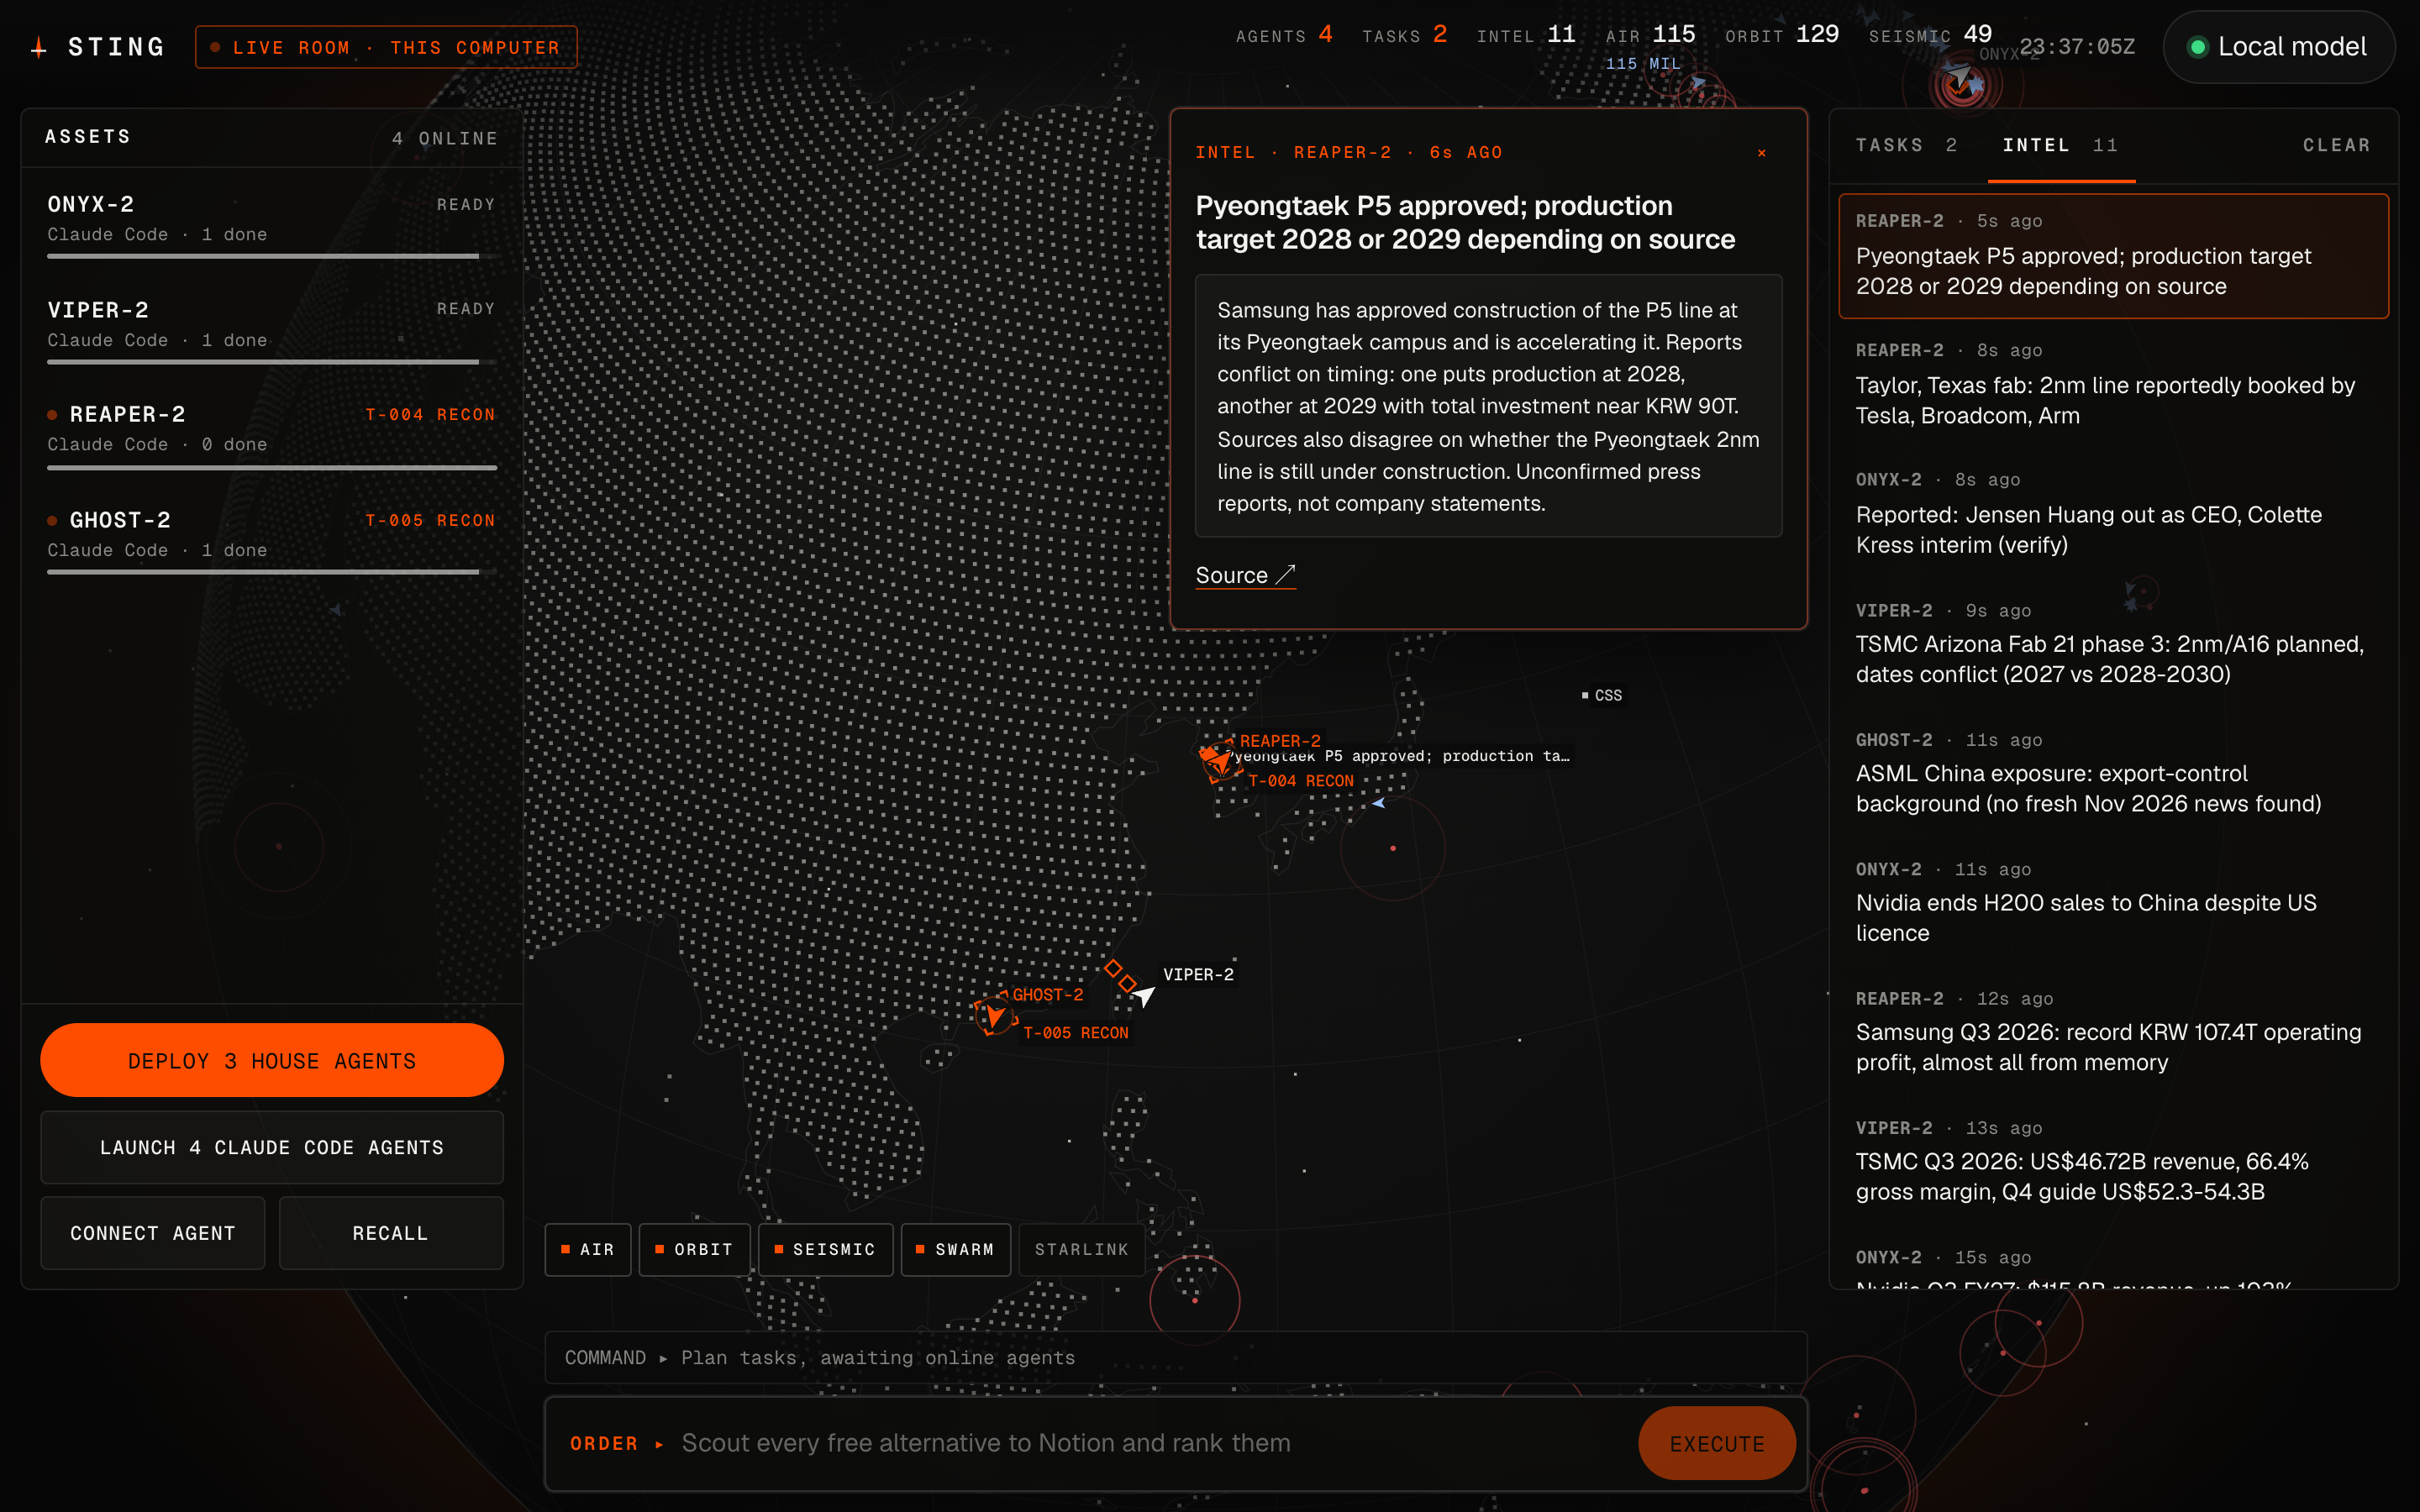 STING
LIVE ROOM · THIS COMPUTER
AGENTS 4 TASKS 2 INTEL 11 AIR 115 ORBIT 129 SEISMIC 49
115 MIL
ONYX-2
23:37:05Z
Local model
ASSETS
4 ONLINE
ONYX-2
READY
Claude Code · 1 done
VIPER-2
READY
Claude Code · 1 done
REAPER-2
T-004 RECON
Claude Code · 0 done
GHOST-2
T-005 RECON
Claude Code · 1 done
DEPLOY 3 HOUSE AGENTS
LAUNCH 4 CLAUDE CODE AGENTS
CONNECT AGENT
RECALL
INTEL · REAPER-2 · 6s AGO
×
Pyeongtaek P5 approved; production
target 2028 or 2029 depending on source
Samsung has approved construction of the P5 line at
its Pyeongtaek campus and is accelerating it. Reports
conflict on timing: one puts production at 2028,
another at 2029 with total investment near KRW 90T.
Sources also disagree on whether the Pyeongtaek 2nm
line is still under construction. Unconfirmed press
reports, not company statements.
Source ↗
CSS
REAPER-2
Pyeongtaek P5 approved; production ta…
T-004 RECON
VIPER-2
GHOST-2
T-005 RECON
AIR
ORBIT
SEISMIC
SWARM
STARLINK
COMMAND ▸ Plan tasks, awaiting online agents
ORDER ▸ Scout every free alternative to Notion and rank them
EXECUTE
TASKS 2
INTEL 11
CLEAR
REAPER-2 · 5s ago
Pyeongtaek P5 approved; production target
2028 or 2029 depending on source
REAPER-2 · 8s ago
Taylor, Texas fab: 2nm line reportedly booked by
Tesla, Broadcom, Arm
ONYX-2 · 8s ago
Reported: Jensen Huang out as CEO, Colette
Kress interim (verify)
VIPER-2 · 9s ago
TSMC Arizona Fab 21 phase 3: 2nm/A16 planned,
dates conflict (2027 vs 2028-2030)
GHOST-2 · 11s ago
ASML China exposure: export-control
background (no fresh Nov 2026 news found)
ONYX-2 · 11s ago
Nvidia ends H200 sales to China despite US
licence
REAPER-2 · 12s ago
Samsung Q3 2026: record KRW 107.4T operating
profit, almost all from memory
VIPER-2 · 13s ago
TSMC Q3 2026: US$46.72B revenue, 66.4%
gross margin, Q4 guide US$52.3-54.3B
ONYX-2 · 15s ago